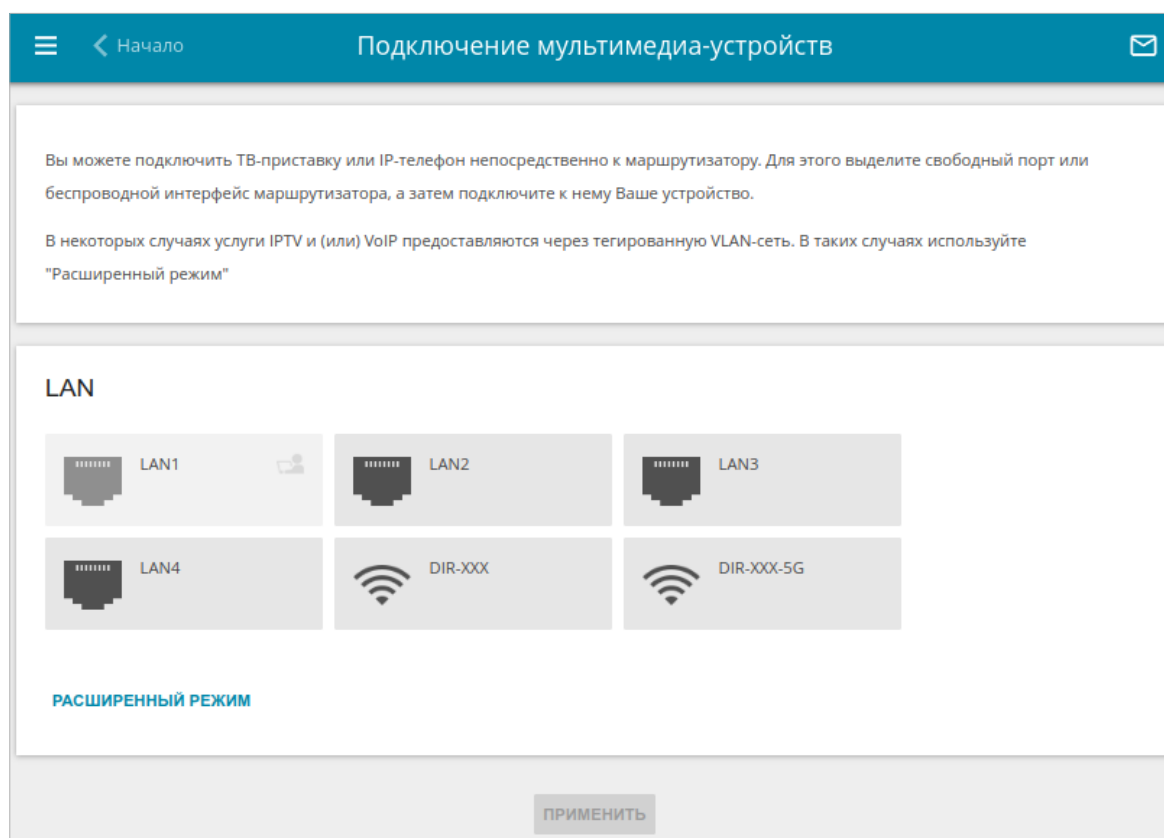 Начало
Подключение мультимедиа-устройств
Вы можете подключить ТВ-приставку или IP-телефон непосредственно к маршрутизатору. Для этого выделите свободный порт или
беспроводной интерфейс маршрутизатора, а затем подключите к нему Ваше устройство.
В некоторых случаях услуги IPTV и (или) VoIP предоставляются через тегированную VLAN-сеть. В таких случаях используйте
"Расширенный режим"
LAN
LAN1
LAN2
LAN3
LAN4
DIR-XXX
DIR-XXX-5G
РАСШИРЕННЫЙ РЕЖИМ
ПРИМЕНИТЬ